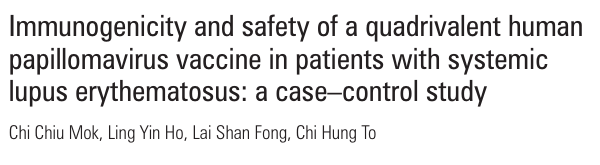 Immunogenicity and safety of a quadrivalent human
papillomavirus vaccine in patients with systemic
lupus erythematosus: a case–control study
Chi Chiu Mok, Ling Yin Ho, Lai Shan Fong, Chi Hung To